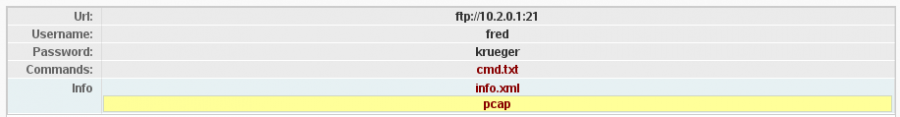 Url: ftp://10.2.0.1:21
Username: fred
Password: krueger
Commands: cmd.txt
Info info.xml
pcap